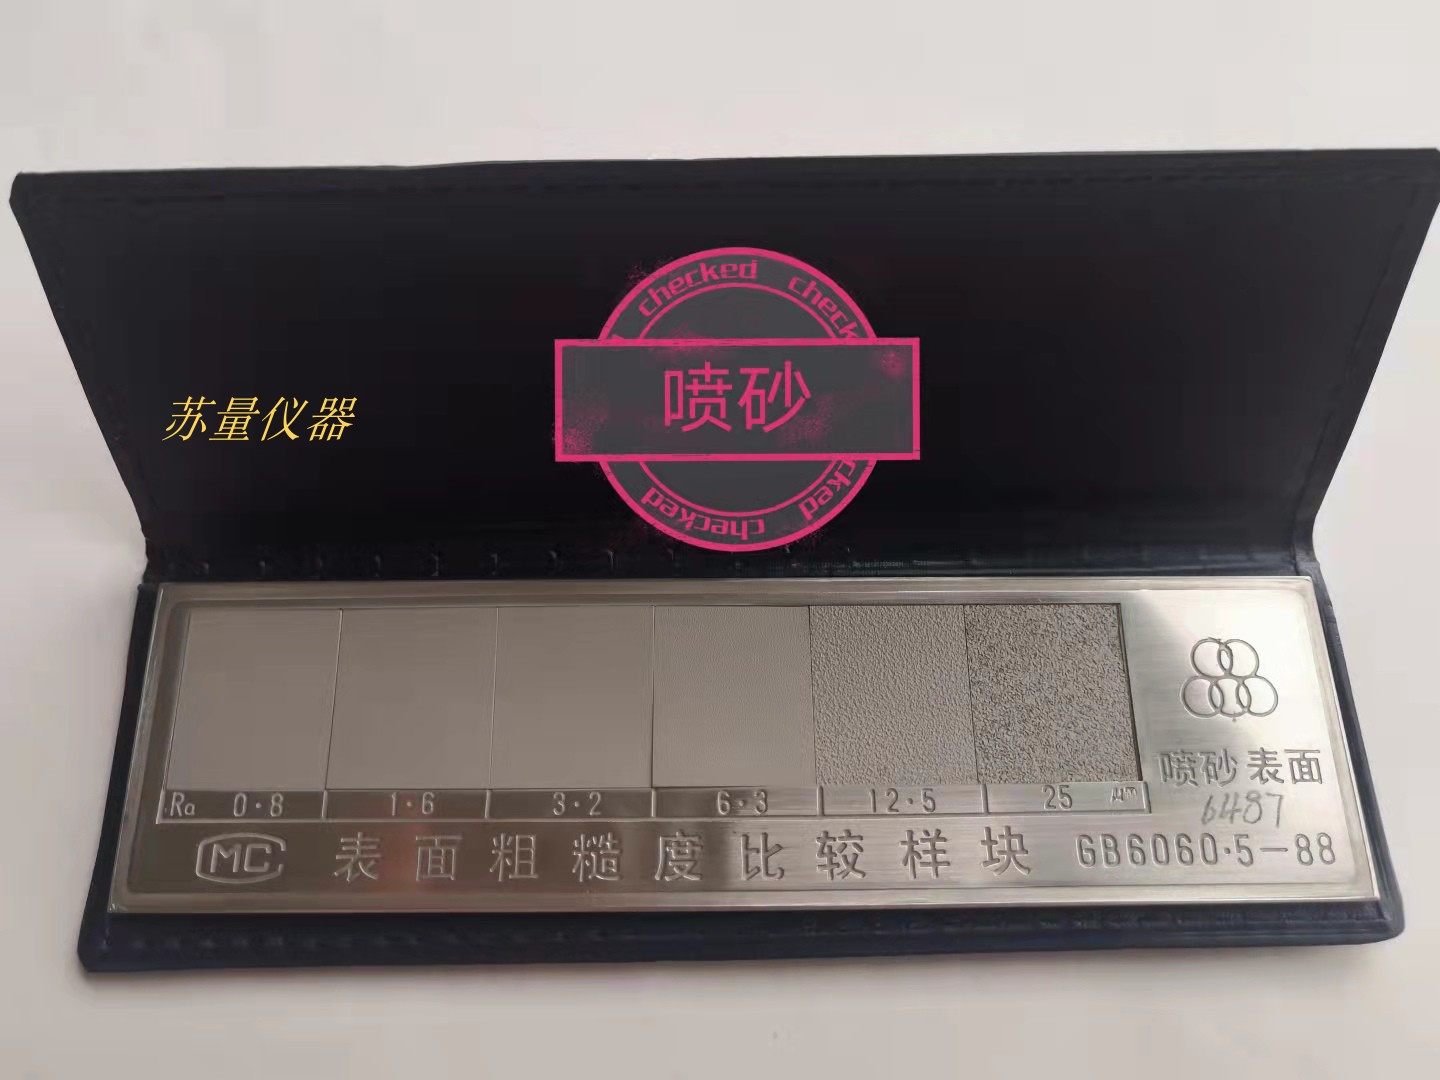 checked check
喷砂
checked checked
苏量仪器
喷砂表面
Ra 0.8 1.6 3.2 6.3 12.5 25 μm
6487
MC 表面粗糙度比较样块 GB6060.5-88